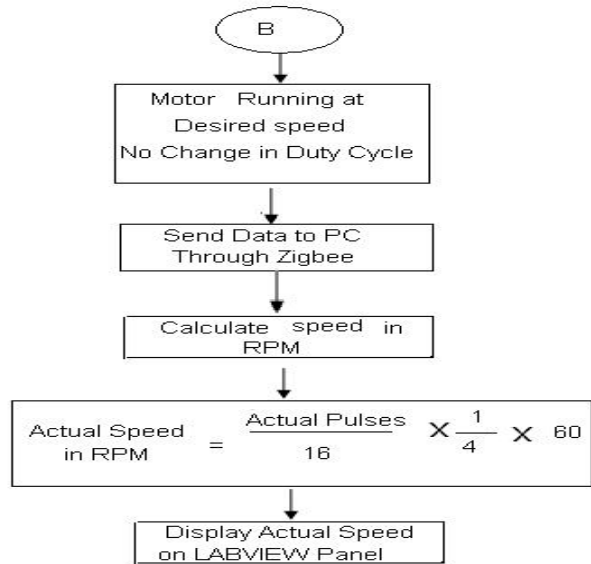 B
Motor Running at
Desired speed
No Change in Duty Cycle
Send Data to PC
Through Zigbee
Calculate speed in
RPM
Actual Speed
in RPM
=
Actual Pulses
16
X
1
4
X 60
Display Actual Speed
on LABVIEW Panel